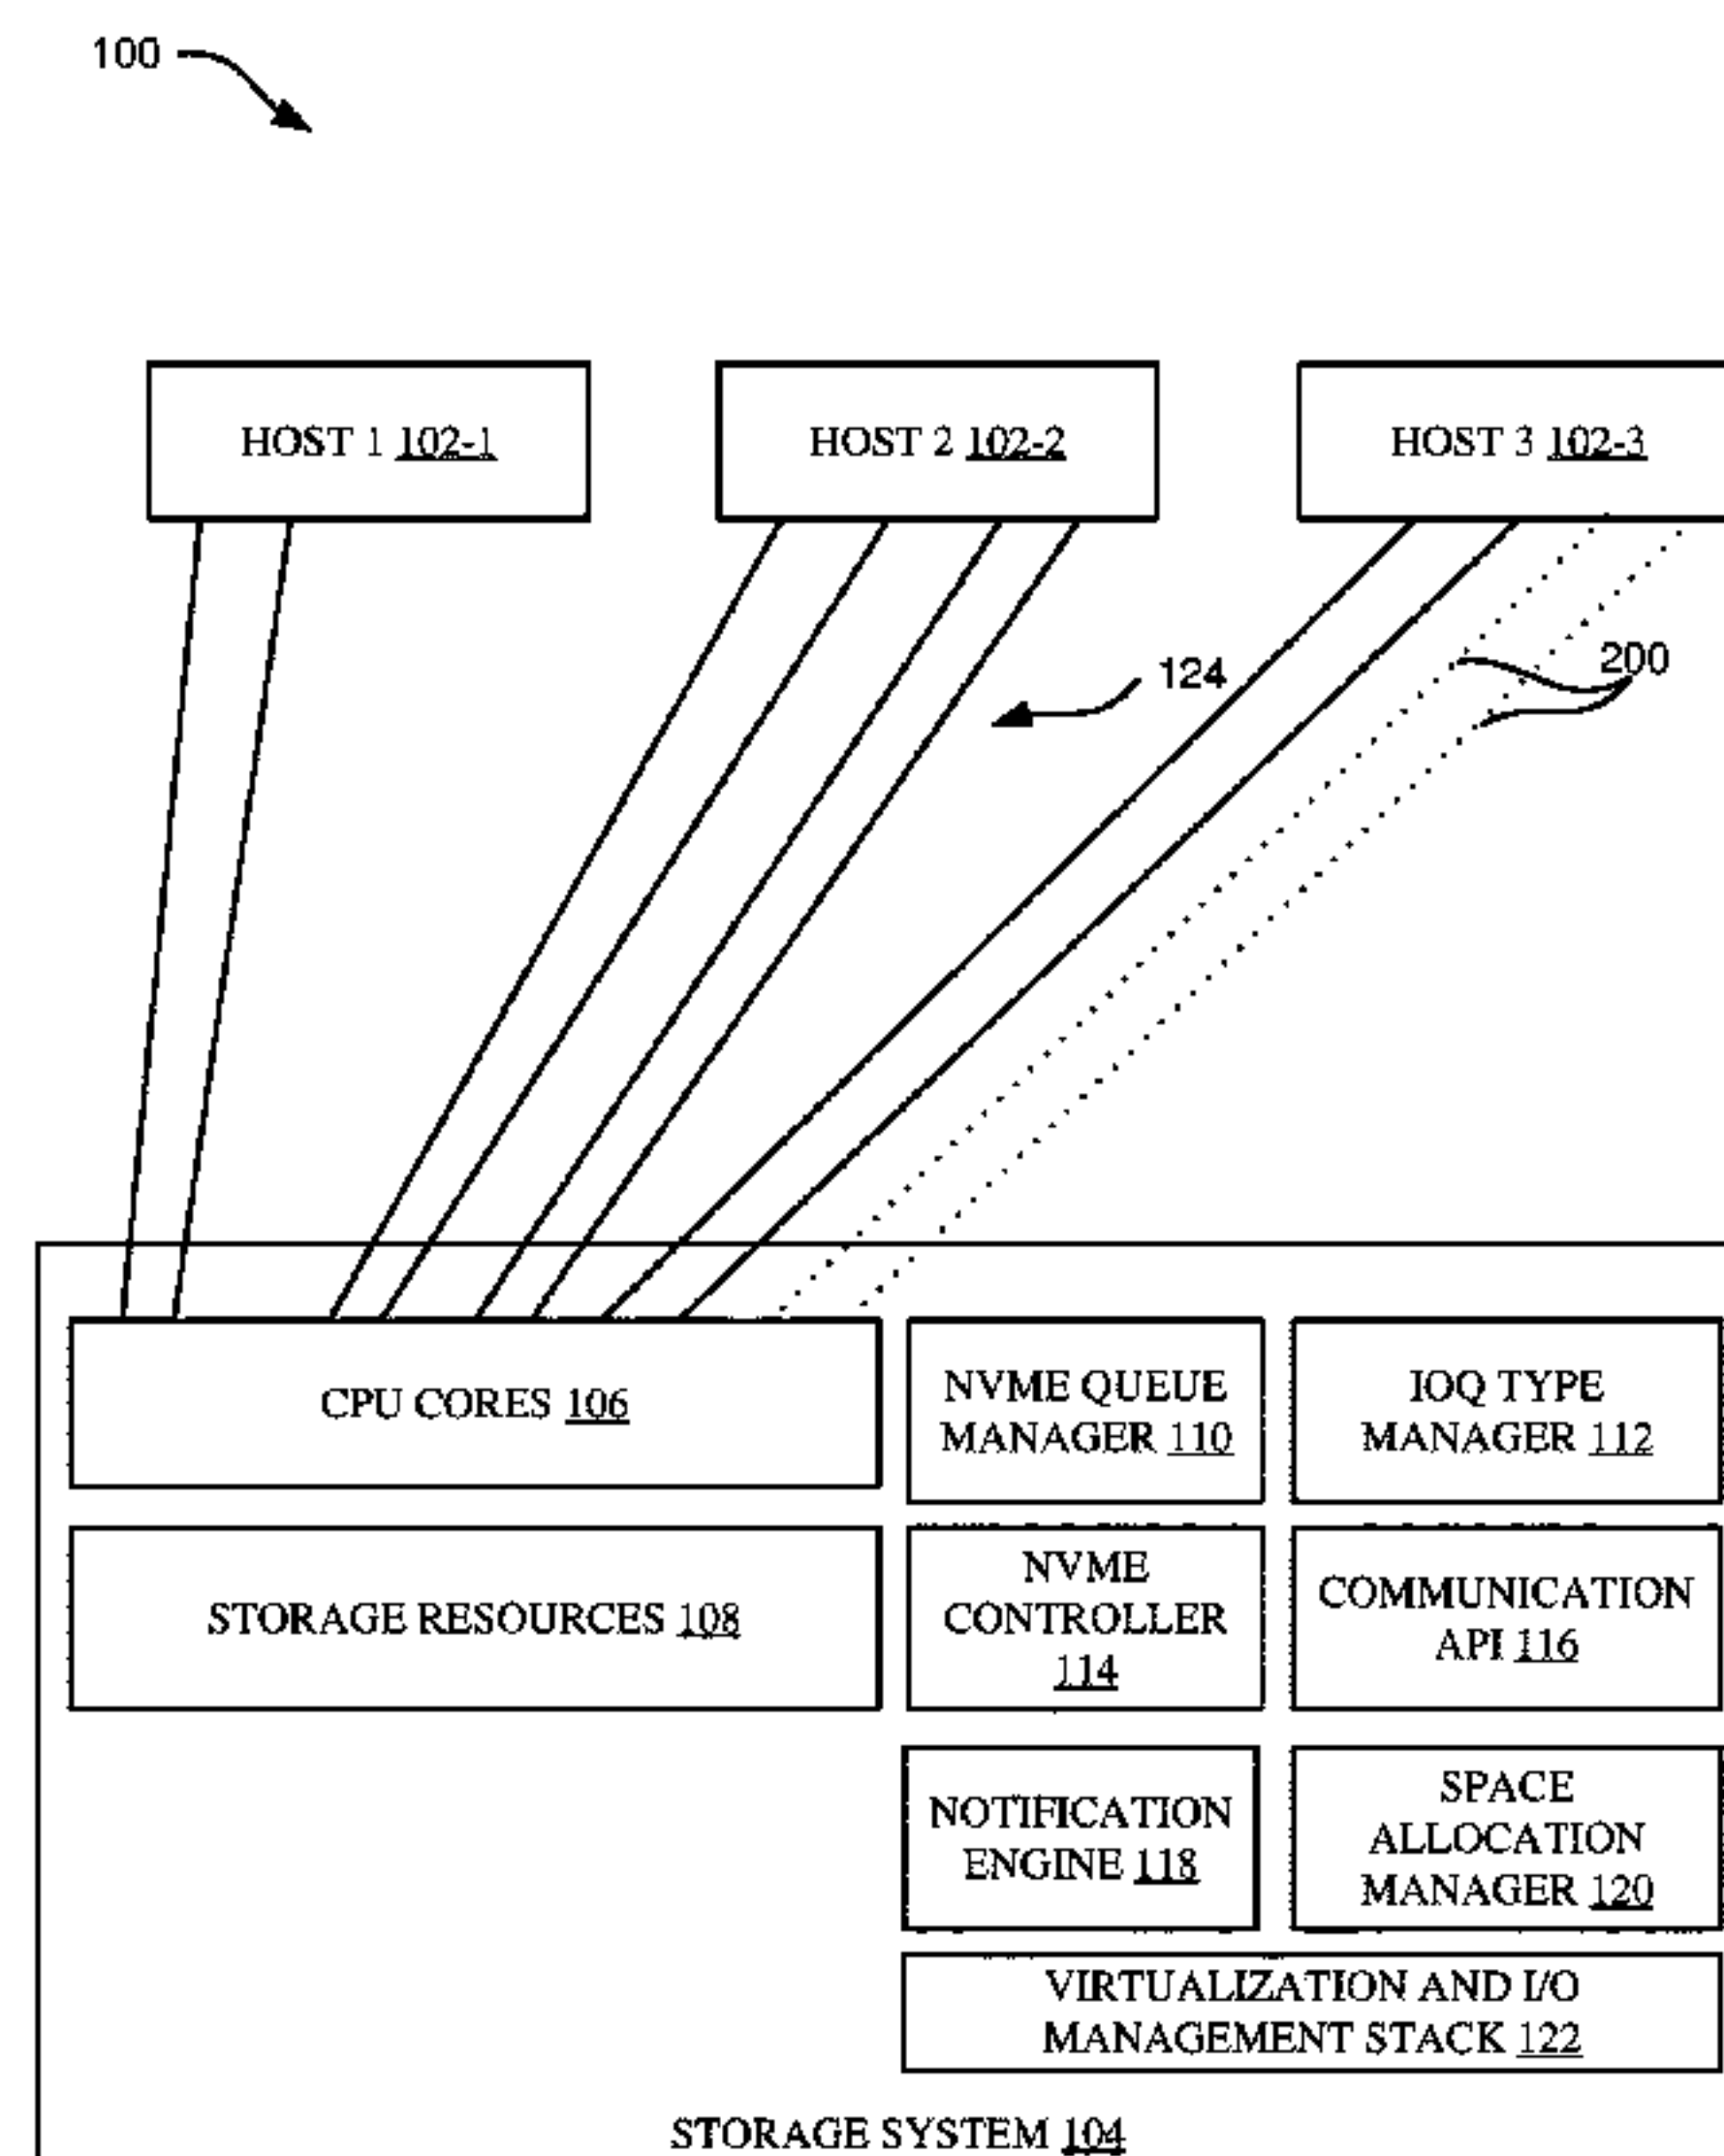 100
HOST 1 102-1
HOST 2 102-2
HOST 3 102-3
124
200
CPU CORES 106
NVME QUEUE
MANAGER 110
IOQ TYPE
MANAGER 112
STORAGE RESOURCES 108
NVME
CONTROLLER
114
COMMUNICATION
API 116
NOTIFICATION
ENGINE 118
SPACE
ALLOCATION
MANAGER 120
VIRTUALIZATION AND I/O
MANAGEMENT STACK 122
STORAGE SYSTEM 104